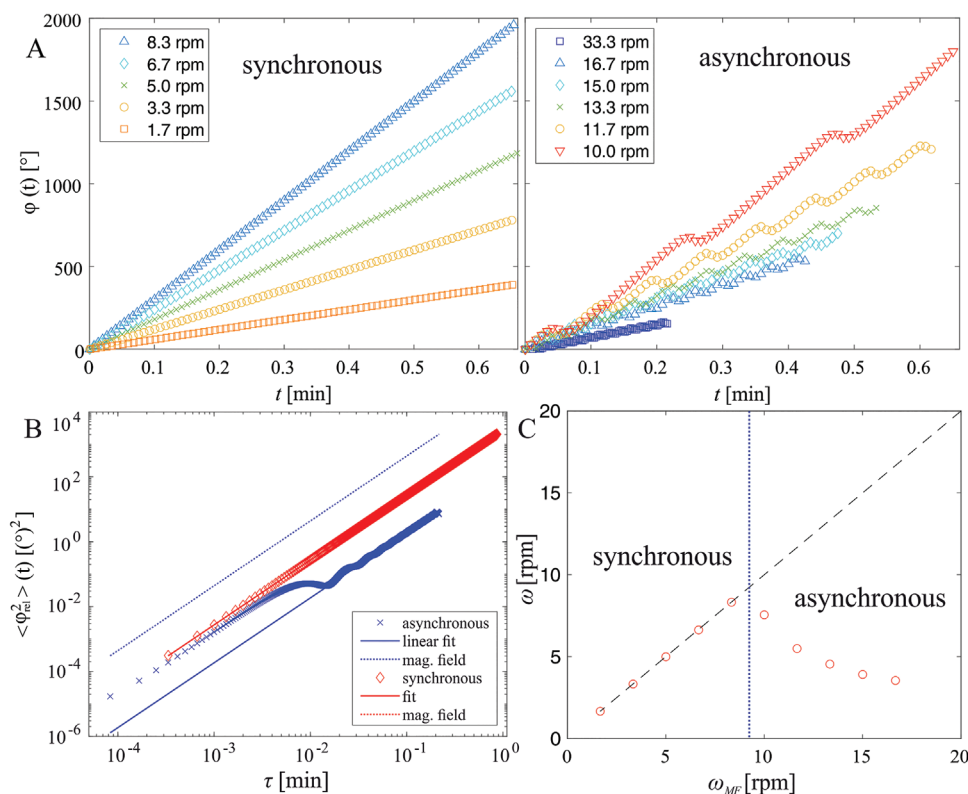 A
8.3 rpm
6.7 rpm
5.0 rpm
3.3 rpm
1.7 rpm
synchronous
33.3 rpm
16.7 rpm
15.0 rpm
13.3 rpm
11.7 rpm
10.0 rpm
asynchronous
2000
1500
1000
500
0
φ (t) [°]
0 0.1 0.2 0.3 0.4 0.5 0.6
t [min]
0 0.1 0.2 0.3 0.4 0.5 0.6
t [min]
B
10^4
10^2
10^0
10^-2
10^-4
10^-6
<φ²_rel>(t) [(°)²]
asynchronous
linear fit
mag. field
synchronous
fit
mag. field
10^-4 10^-3 10^-2 10^-1 10^0
τ [min]
C
20
15
10
5
0
ω [rpm]
synchronous
asynchronous
0 5 10 15 20
ω_MF [rpm]